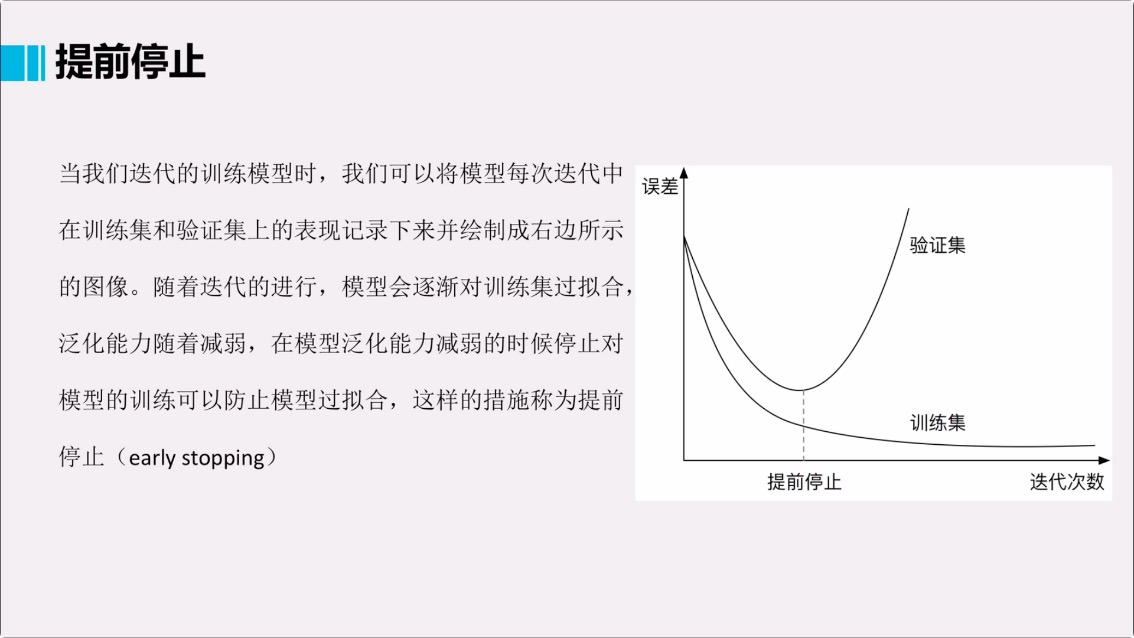 提前停止
当我们迭代的训练模型时，我们可以将模型每次迭代中
在训练集和验证集上的表现记录下来并绘制成右边所示
的图像。随着迭代的进行，模型会逐渐对训练集过拟合，
泛化能力随着减弱，在模型泛化能力减弱的时候停止对
模型的训练可以防止模型过拟合，这样的措施称为提前
停止（early stopping）
误差
验证集
训练集
提前停止
迭代次数